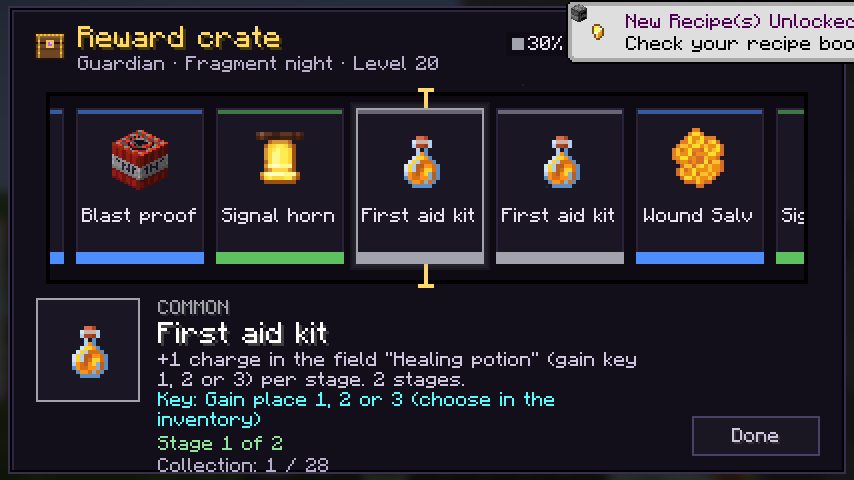 Reward crate
Guardian · Fragment night · Level 20
30%
New Recipe(s) Unlocked
Check your recipe boo
Blast proof
Signal horn
First aid kit
First aid kit
Wound Salv
Sig
COMMON
First aid kit
+1 charge in the field "Healing potion" (gain key
1, 2 or 3) per stage. 2 stages.
Key: Gain place 1, 2 or 3 (choose in the
inventory)
Stage 1 of 2
Collection: 1 / 28
Done